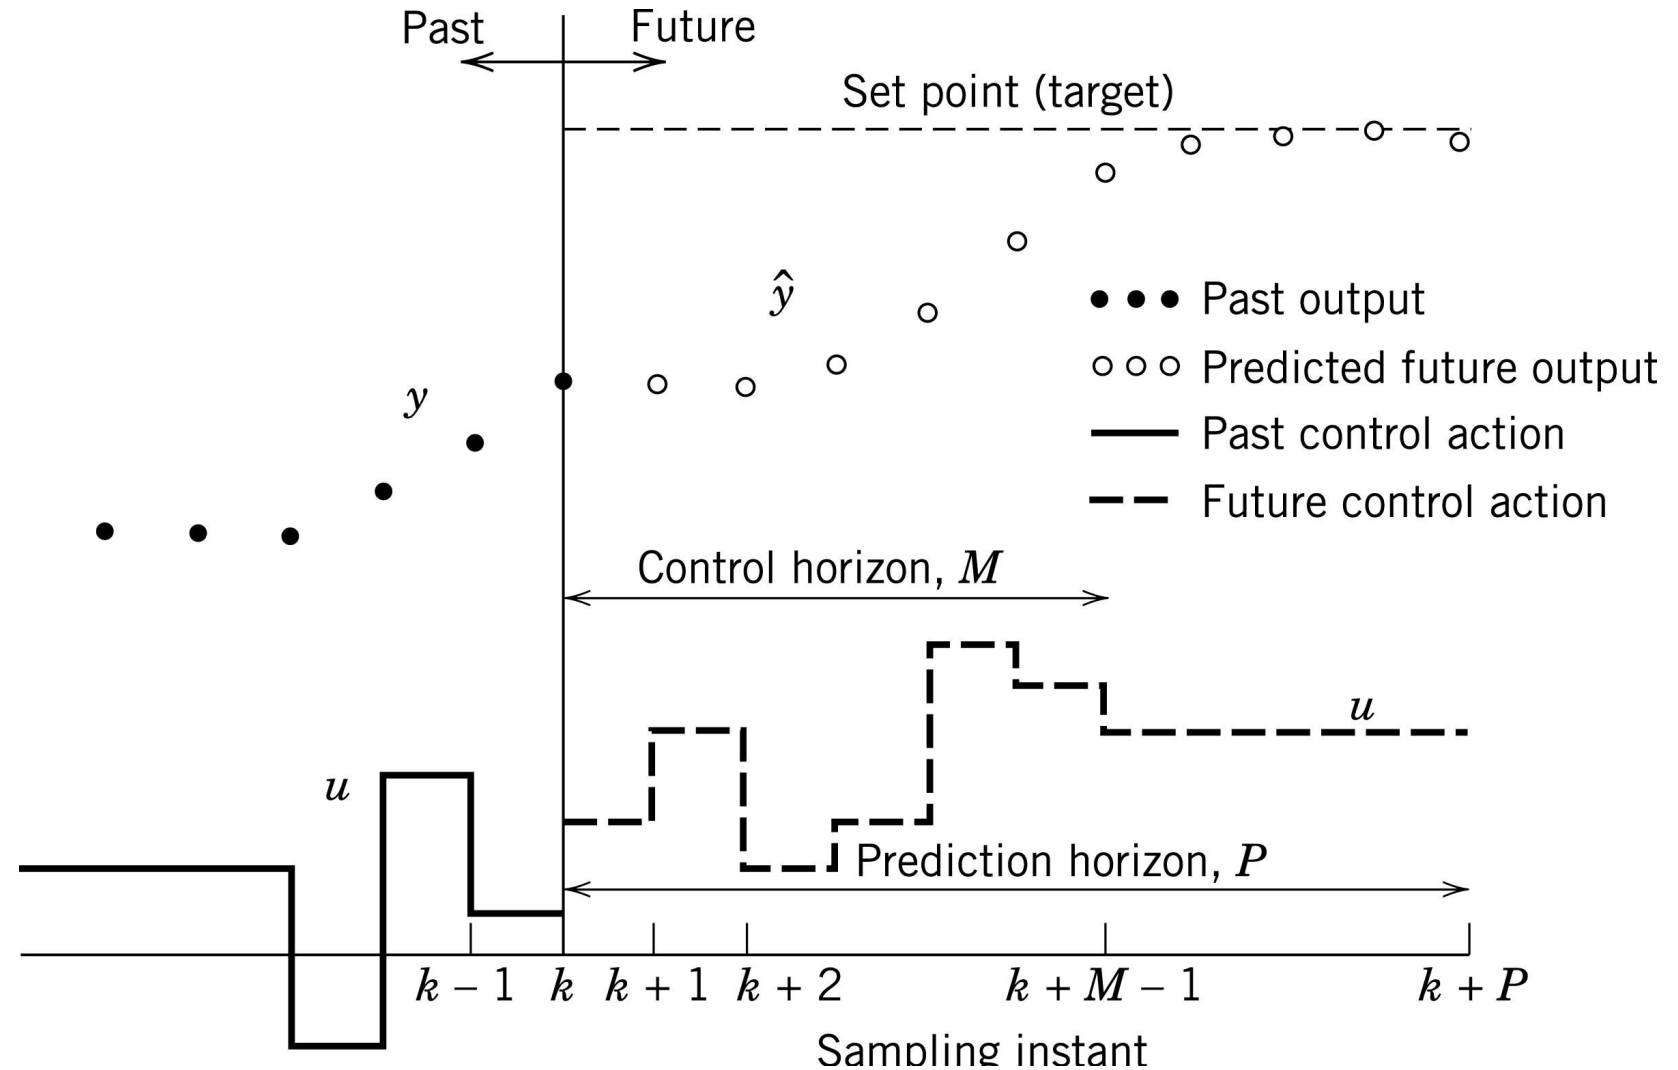 Past
Future
Set point (target)
ŷ
y
Past output
Predicted future output
Past control action
Future control action
Control horizon, M
u
u
Prediction horizon, P
k – 1 k k + 1 k + 2 k + M – 1 k + P
Sampling instant